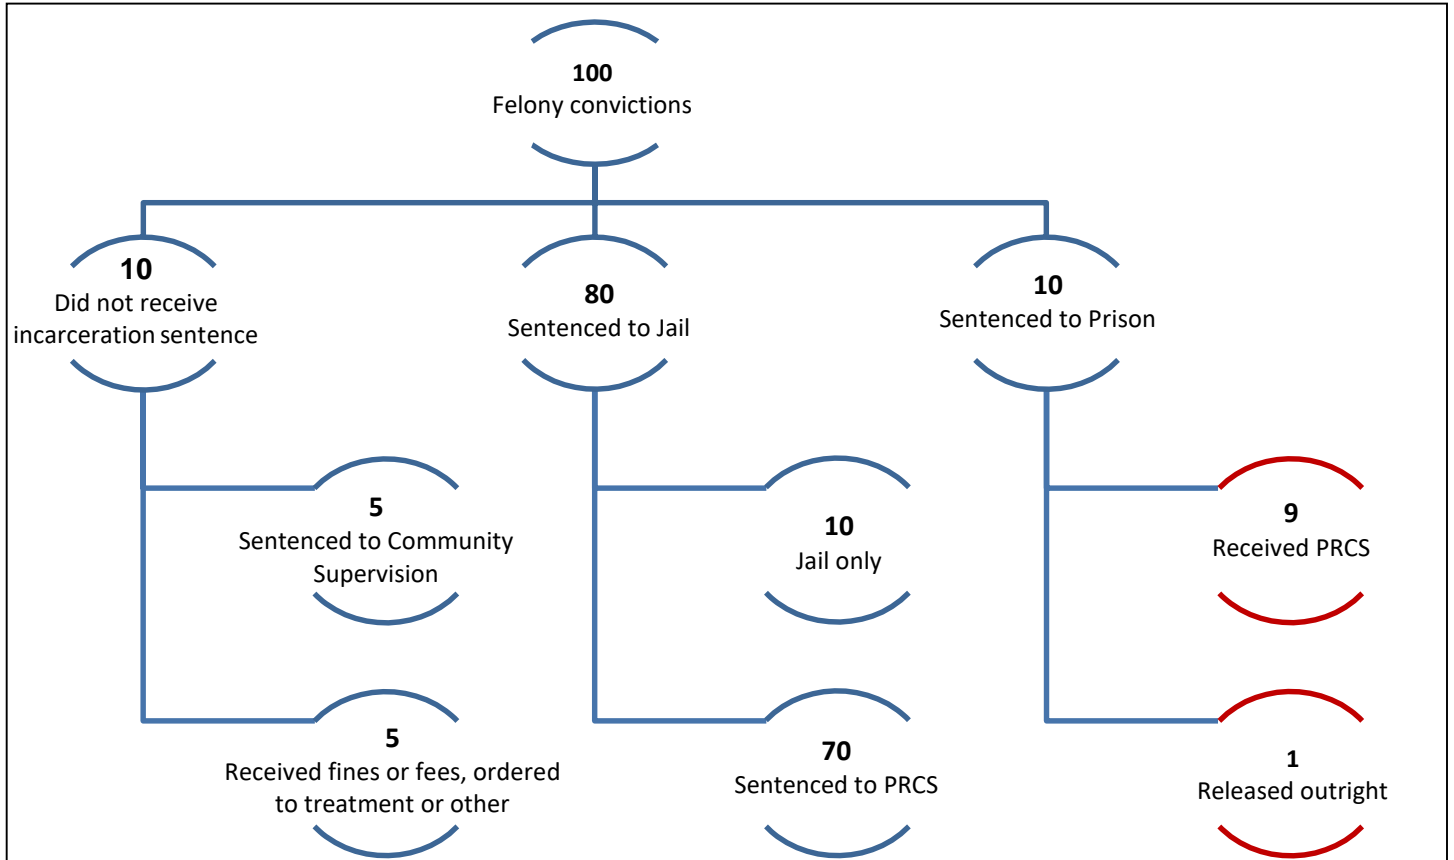 100
Felony convictions
10
Did not receive
incarceration sentence
80
Sentenced to Jail
10
Sentenced to Prison
5
Sentenced to Community
Supervision
10
Jail only
9
Received PRCS
5
Received fines or fees, ordered
to treatment or other
70
Sentenced to PRCS
1
Released outright